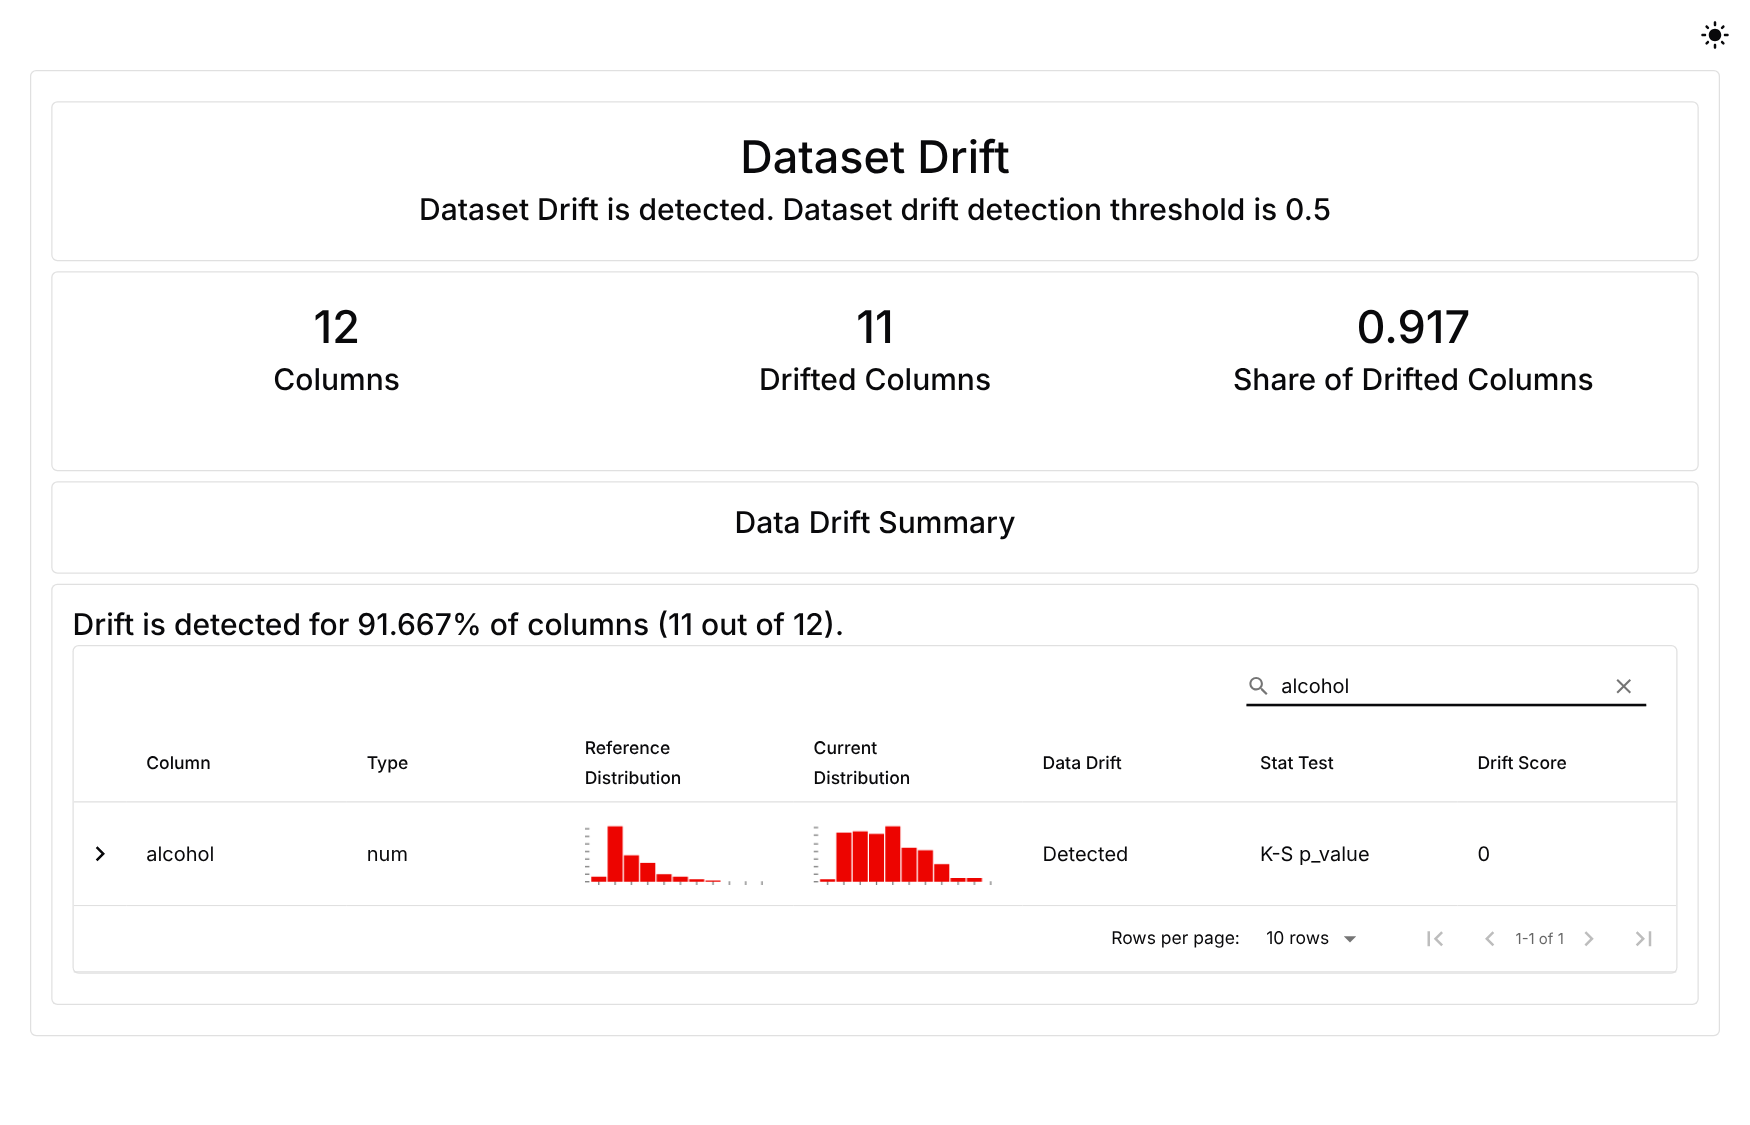 Dataset Drift
Dataset Drift is detected. Dataset drift detection threshold is 0.5
12
Columns
11
Drifted Columns
0.917
Share of Drifted Columns
Data Drift Summary
Drift is detected for 91.667% of columns (11 out of 12).
alcohol
Column Type Reference Distribution Current Distribution Data Drift Stat Test Drift Score
alcohol num Detected K-S p_value 0
Rows per page: 10 rows 1-1 of 1